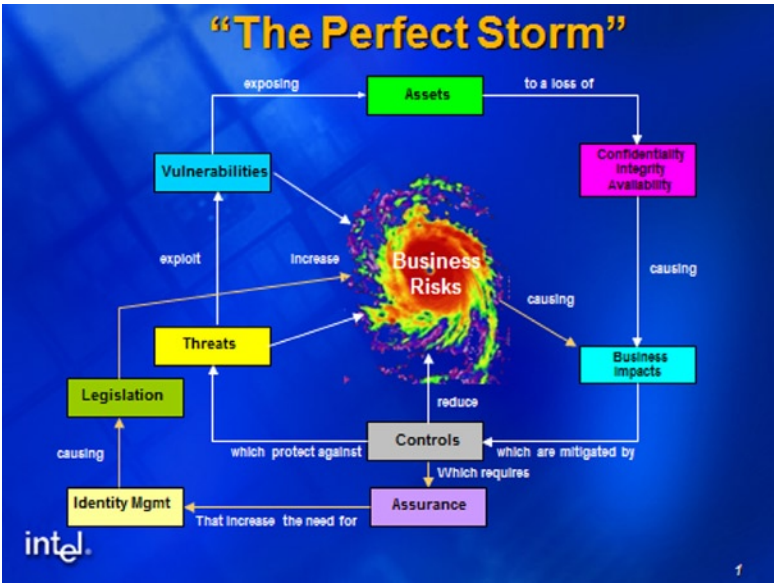 “The Perfect Storm”
exposing
Assets
to a loss of
Confidentiality
Integrity
Availability
Vulnerabilities
exploit
Increase
Business
Risks
causing
causing
Threats
Business
Impacts
Legislation
reduce
Controls
which protect against
which are mitigated by
causing
Which requires
Identity Mgmt
Assurance
That increase the need for
intel.
1